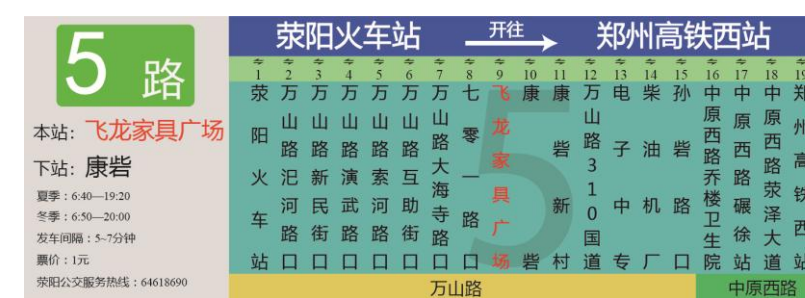 5 路
本站: 飞龙家具广场
下站: 康砦
夏季：6:40—19:20
冬季：6:50—20:00
发车间隔：5~7分钟
票价：1元
荥阳公交服务热线：64618690
荥阳火车站 开往 郑州高铁西站
1 荥阳火车站
2 万山路汜河路口
3 万山路新民街口
4 万山路演武路口
5 万山路索河路口
6 万山路互助街口
7 万山路大海寺路口
8 七零一路口
9 飞龙家具广场
10 康砦
11 康砦新村
12 万山路310国道
13 电子中专
14 柴油机厂
15 孙砦路口
16 中原西路乔楼卫生院
17 中原西路碾徐站
18 中原西路荥泽大道
19 郑州高铁西站
5
万山路
中原西路